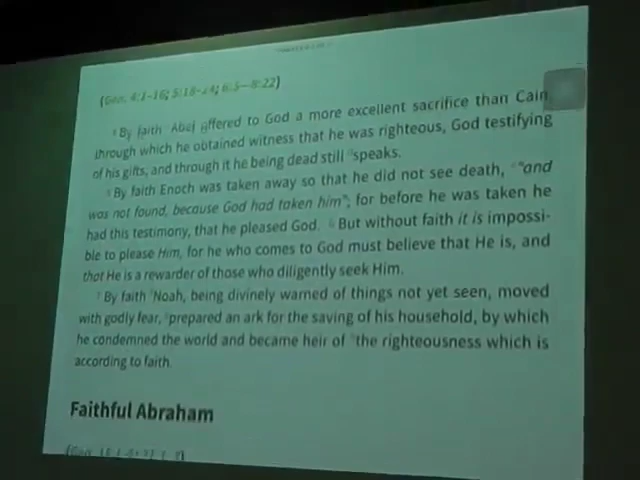 (Gen. 4:1–16; 5:18–24; 6:5—8:22)
By faith Abel offered to God a more excellent sacrifice than Cain,
through which he obtained witness that he was righteous, God testifying
of his gifts; and through it he being dead still speaks.
By faith Enoch was taken away so that he did not see death, "and
was not found, because God had taken him"; for before he was taken he
had this testimony, that he pleased God. But without faith it is impossi-
ble to please Him, for he who comes to God must believe that He is, and
that He is a rewarder of those who diligently seek Him.
By faith Noah, being divinely warned of things not yet seen, moved
with godly fear, prepared an ark for the saving of his household, by which
he condemned the world and became heir of the righteousness which is
according to faith.
Faithful Abraham
(Gen.